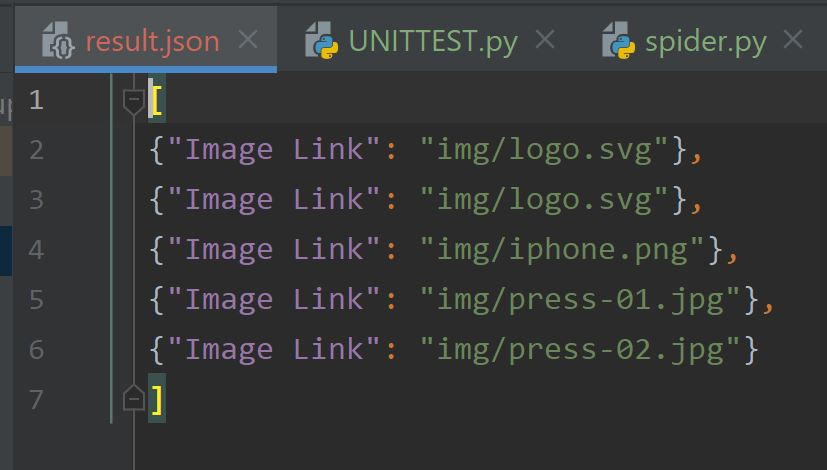 result.json UNITTEST.py spider.py
1 [
2 {"Image Link": "img/logo.svg"},
3 {"Image Link": "img/logo.svg"},
4 {"Image Link": "img/iphone.png"},
5 {"Image Link": "img/press-01.jpg"},
6 {"Image Link": "img/press-02.jpg"}
7 ]